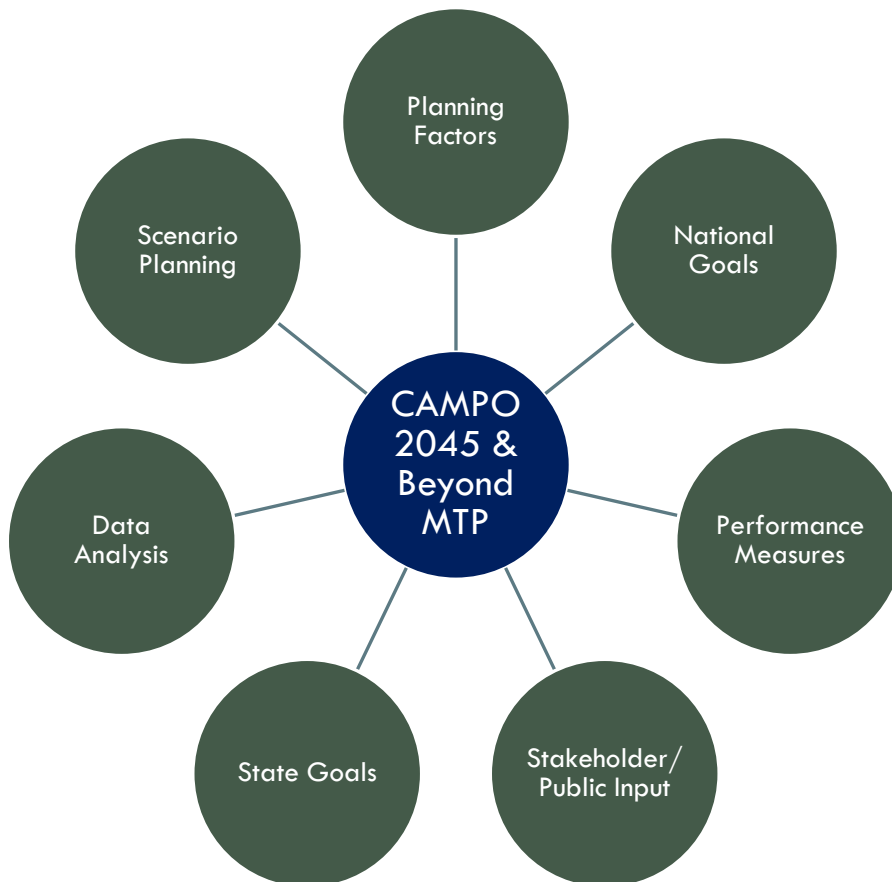 Planning
Factors
Scenario
Planning
National
Goals
CAMPO
2045 &
Beyond
MTP
Data
Analysis
Performance
Measures
State Goals
Stakeholder/
Public Input